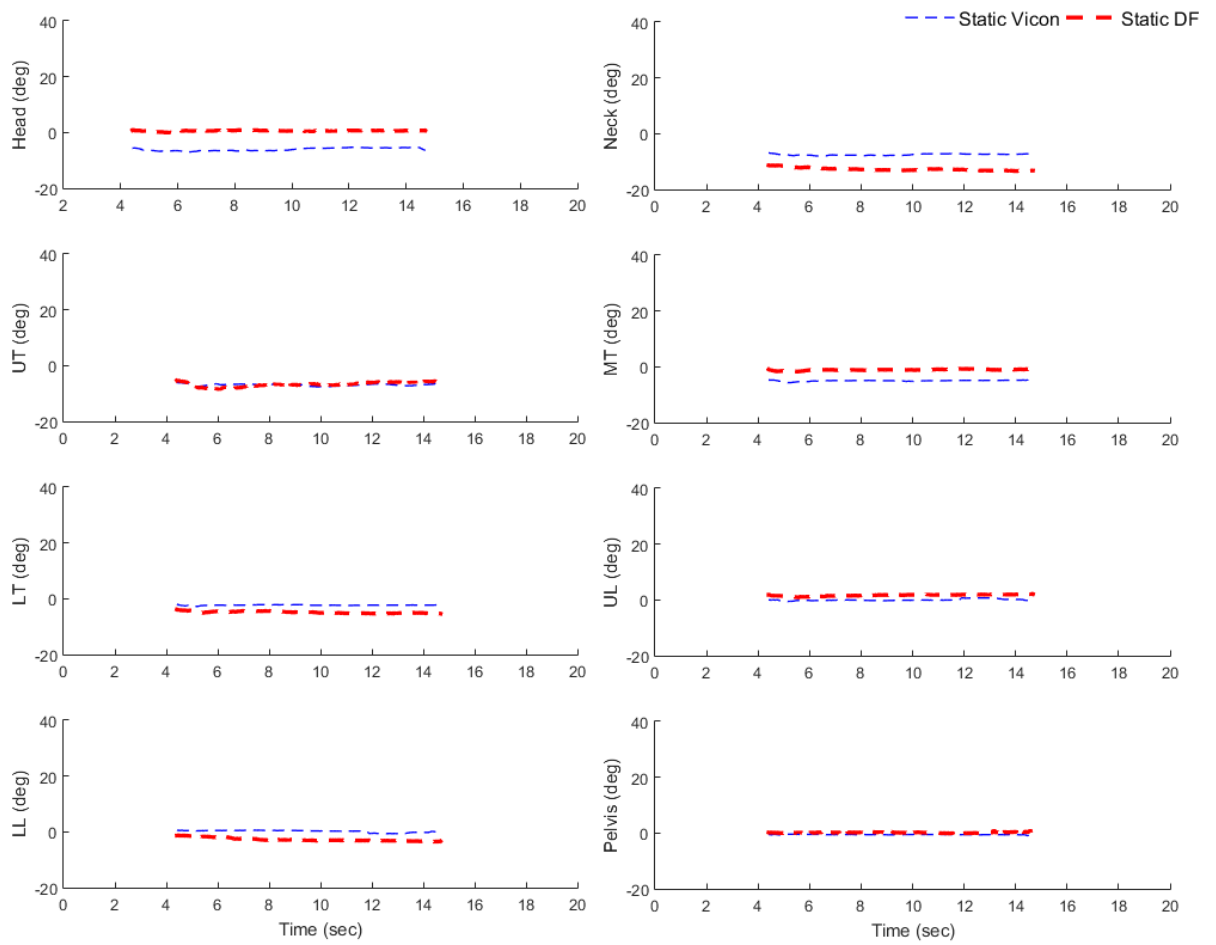 Static Vicon Static DF
Head (deg)
40
20
0
-20
2 4 6 8 10 12 14 16 18 20
Neck (deg)
40
20
0
-20
0 2 4 6 8 10 12 14 16 18 20
UT (deg)
40
20
0
-20
0 2 4 6 8 10 12 14 16 18 20
MT (deg)
40
20
0
-20
0 2 4 6 8 10 12 14 16 18 20
LT (deg)
40
20
0
-20
0 2 4 6 8 10 12 14 16 18 20
UL (deg)
40
20
0
-20
0 2 4 6 8 10 12 14 16 18 20
LL (deg)
40
20
0
-20
0 2 4 6 8 10 12 14 16 18 20
Time (sec)
Pelvis (deg)
40
20
0
-20
0 2 4 6 8 10 12 14 16 18 20
Time (sec)